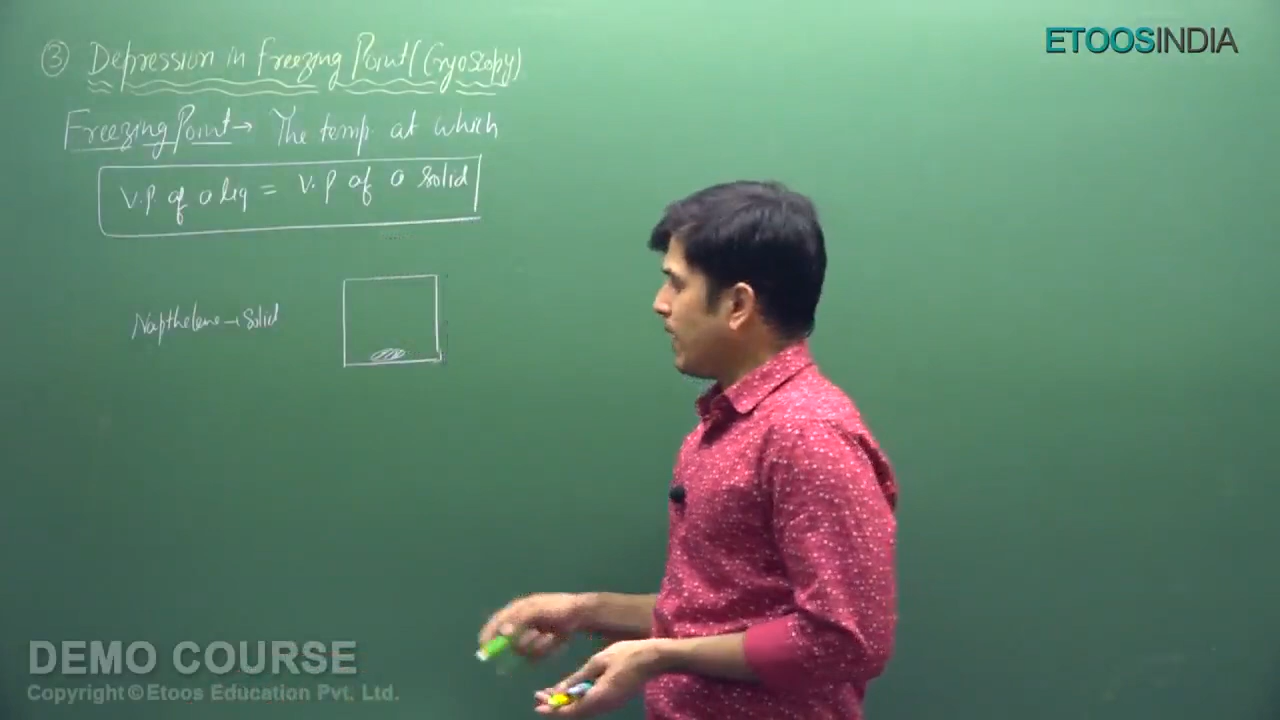 ETOOSINDIA
③ Depression in Freezing Point (Cryoscopy)
Freezing Point → The temp. at which
V.P. of a liq = V.P of a solid
Napthelene → Solid
DEMO COURSE
Copyright © Etoos Education Pvt. Ltd.